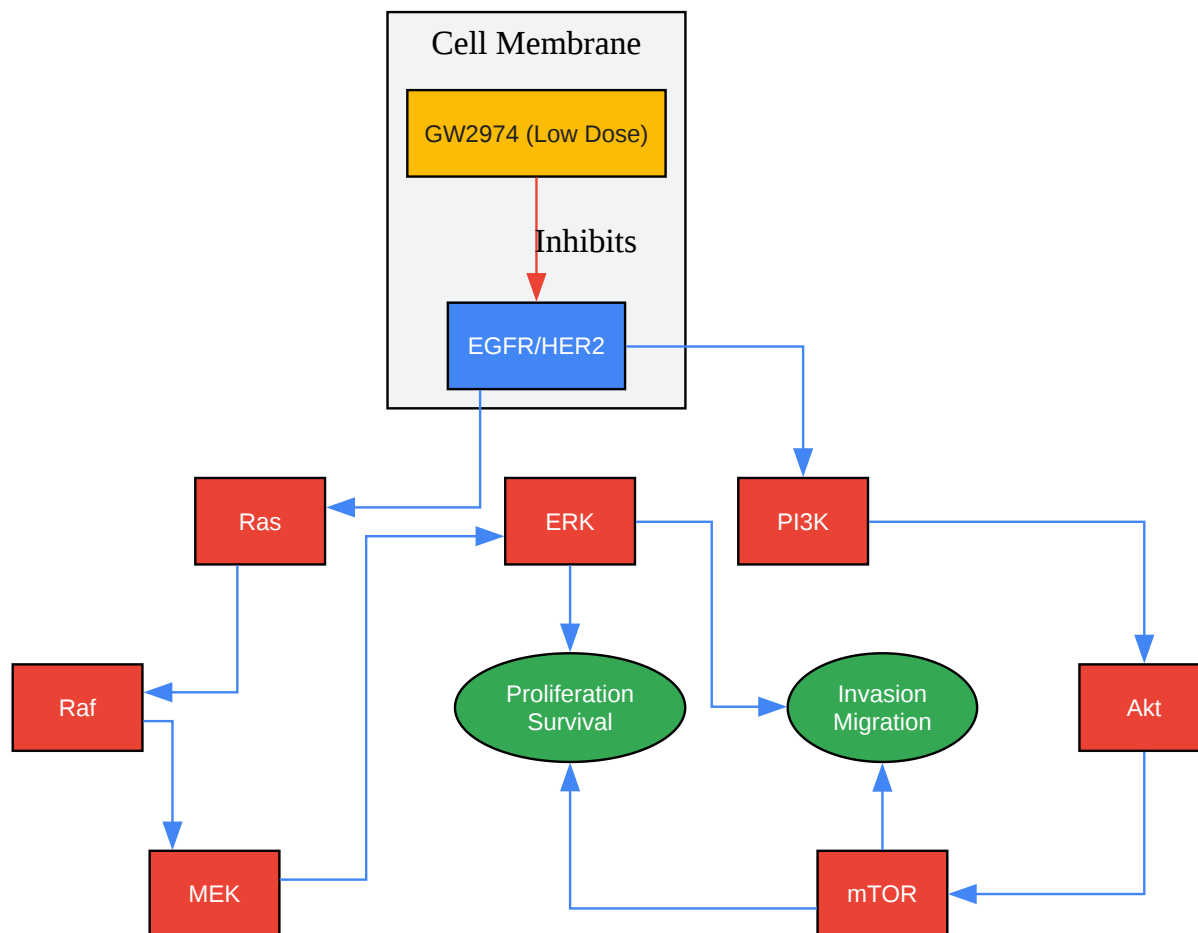 Cell Membrane
GW2974 (Low Dose)
Inhibits
EGFR/HER2
Ras
ERK
PI3K
Raf
Proliferation
Survival
Invasion
Migration
Akt
MEK
mTOR